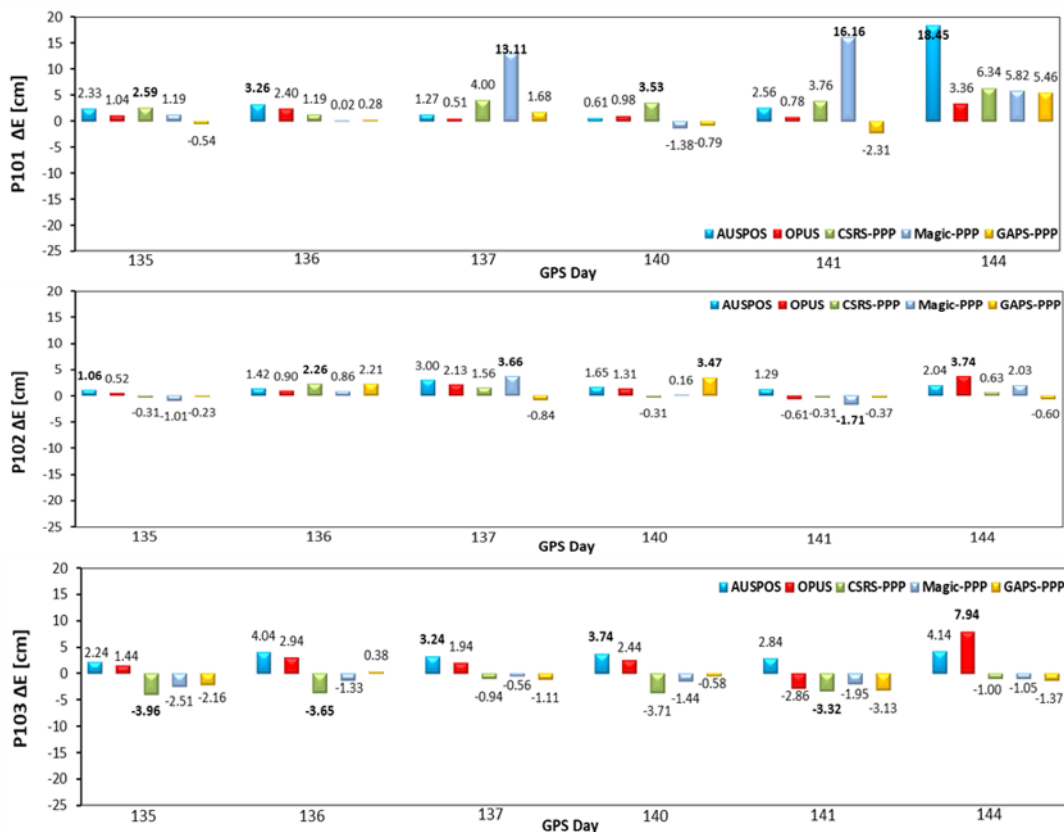 P101 ΔE [cm]
20
15
10
5
0
-5
-10
-15
-20
-25
2.33 1.04 2.59 1.19 -0.54
3.26 2.40 1.19 0.02 0.28
1.27 0.51 4.00 13.11 1.68
0.61 0.98 3.53 -1.38 -0.79
2.56 0.78 3.76 16.16 -2.31
18.45 3.36 6.34 5.82 5.46
AUSPOS OPUS CSRS-PPP Magic-PPP GAPS-PPP
135 136 137 140 141 144
GPS Day
P102 ΔE [cm]
20
15
10
5
0
-5
-10
-15
-20
-25
AUSPOS OPUS CSRS-PPP Magic-PPP GAPS-PPP
1.06 0.52 -0.31 -1.01 -0.23
1.42 0.90 2.26 0.86 2.21
3.00 2.13 1.56 3.66 -0.84
1.65 1.31 -0.31 0.16 3.47
1.29 -0.61 -0.31 -1.71 -0.37
2.04 3.74 0.63 2.03 -0.60
135 136 137 140 141 144
GPS Day
P103 ΔE [cm]
20
15
10
5
0
-5
-10
-15
-20
-25
AUSPOS OPUS CSRS-PPP Magic-PPP GAPS-PPP
2.24 1.44 -3.96 -2.51 -2.16
4.04 2.94 -3.65 -1.33 0.38
3.24 1.94 -0.94 -0.56 -1.11
3.74 2.44 -3.71 -1.44 -0.58
2.84 -2.86 -3.32 -1.95 -3.13
4.14 7.94 -1.00 -1.05 -1.37
135 136 137 140 141 144
GPS Day